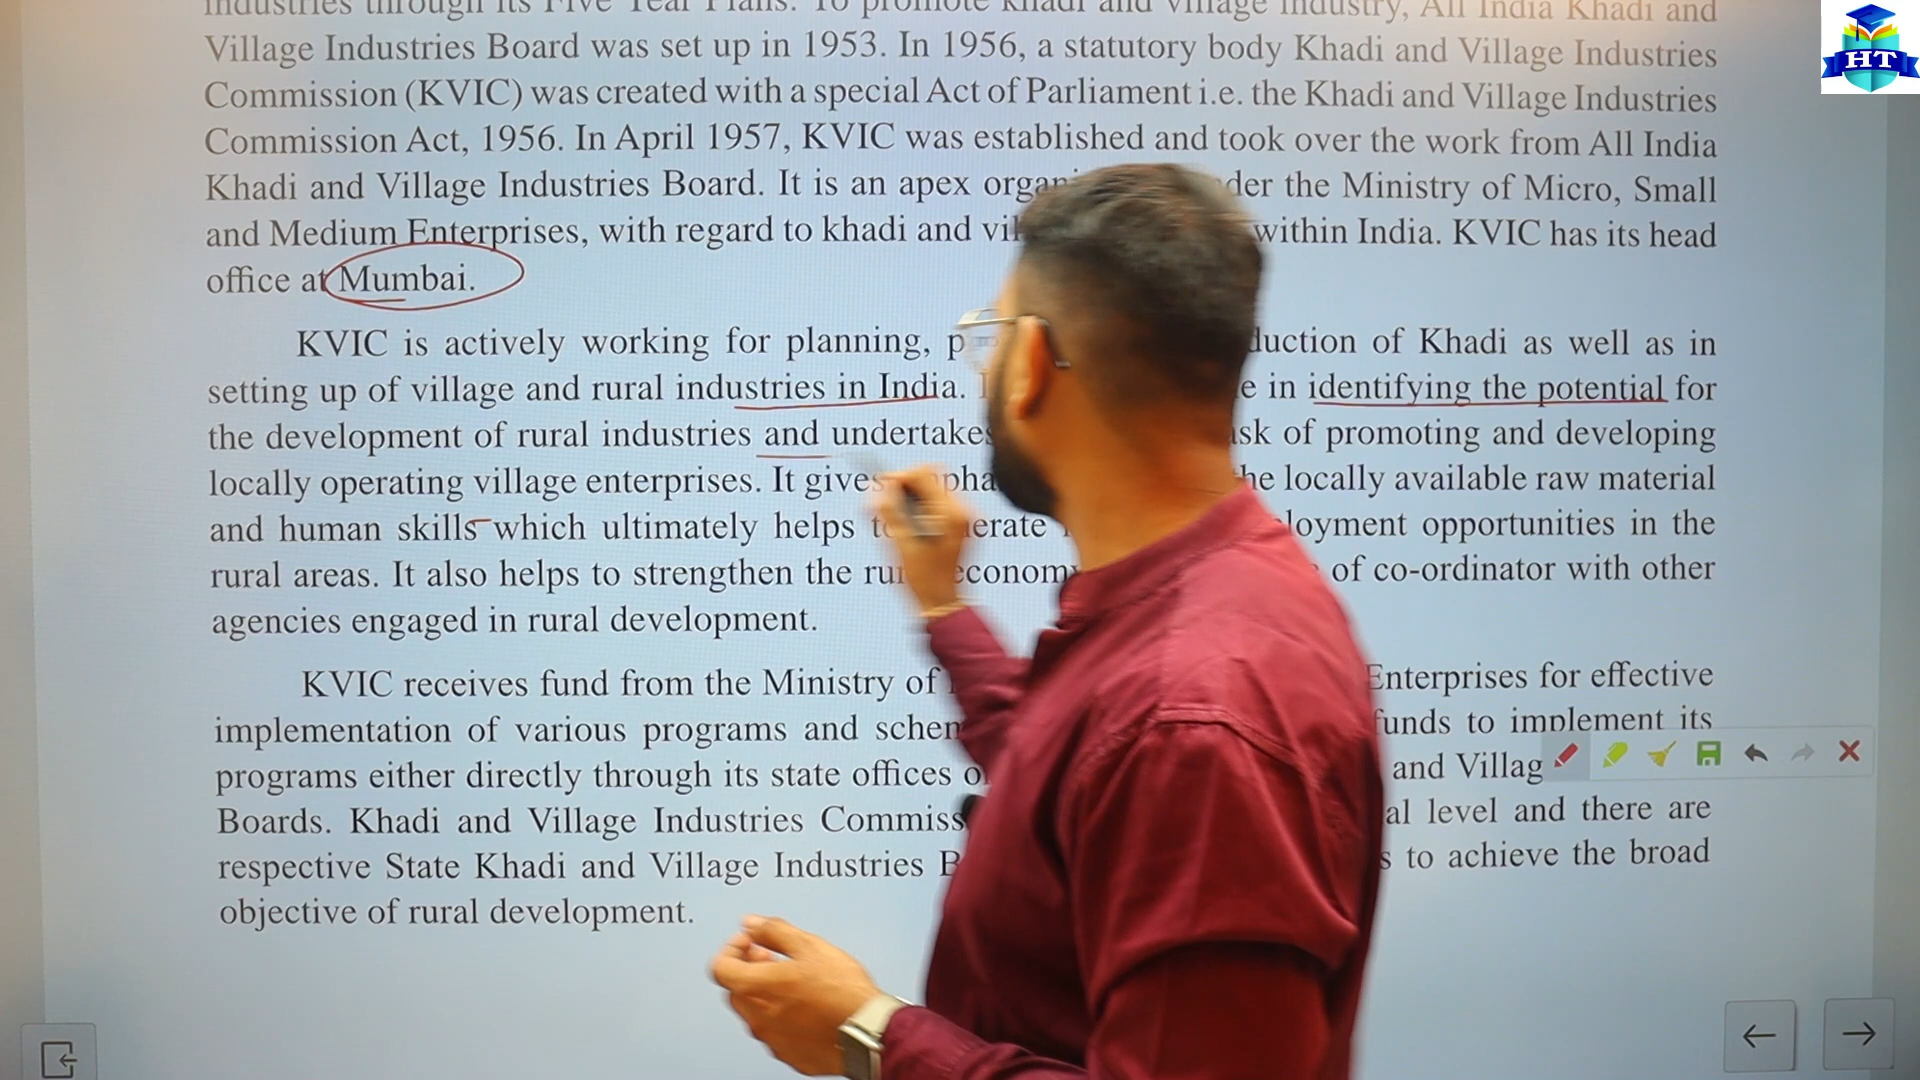 industries through its Five Year Plans. To promote khadi and village industry, All India Khadi and
Village Industries Board was set up in 1953. In 1956, a statutory body Khadi and Village Industries
Commission (KVIC) was created with a special Act of Parliament i.e. the Khadi and Village Industries
Commission Act, 1956. In April 1957, KVIC was established and took over the work from All India
Khadi and Village Industries Board. It is an apex the Ministry of Micro, Small
and Medium Enterprises, with regard to khadi and within India. KVIC has its head
office at Mumbai.
KVIC is actively working for planning, of Khadi as well as in
setting up of village and rural industries in India. in identifying the potential for
the development of rural industries and undertakes of promoting and developing
locally operating village enterprises. It gives locally available raw material
and human skills which ultimately helps opportunities in the
rural areas. It also helps to strengthen the of co-ordinator with other
agencies engaged in rural development.
KVIC receives fund from the Ministry of Enterprises for effective
implementation of various programs and funds to implement its
programs either directly through its state offices and Villag
Boards. Khadi and Village Industries level and there are
respective State Khadi and Village Industries to achieve the broad
objective of rural development.
HT